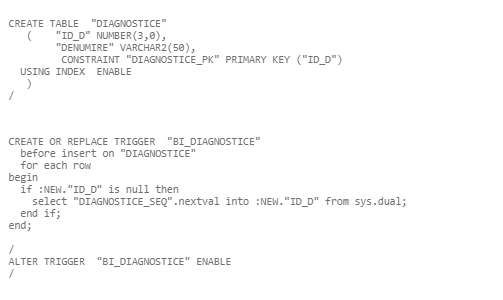 CREATE TABLE  "DIAGNOSTICE"
   (    "ID_D" NUMBER(3,0),
        "DENUMIRE" VARCHAR2(50),
         CONSTRAINT "DIAGNOSTICE_PK" PRIMARY KEY ("ID_D")
  USING INDEX  ENABLE
   )
/
CREATE OR REPLACE TRIGGER  "BI_DIAGNOSTICE"
  before insert on "DIAGNOSTICE"
  for each row
begin
  if :NEW."ID_D" is null then
    select "DIAGNOSTICE_SEQ".nextval into :NEW."ID_D" from sys.dual;
  end if;
end;
/
ALTER TRIGGER  "BI_DIAGNOSTICE" ENABLE
/